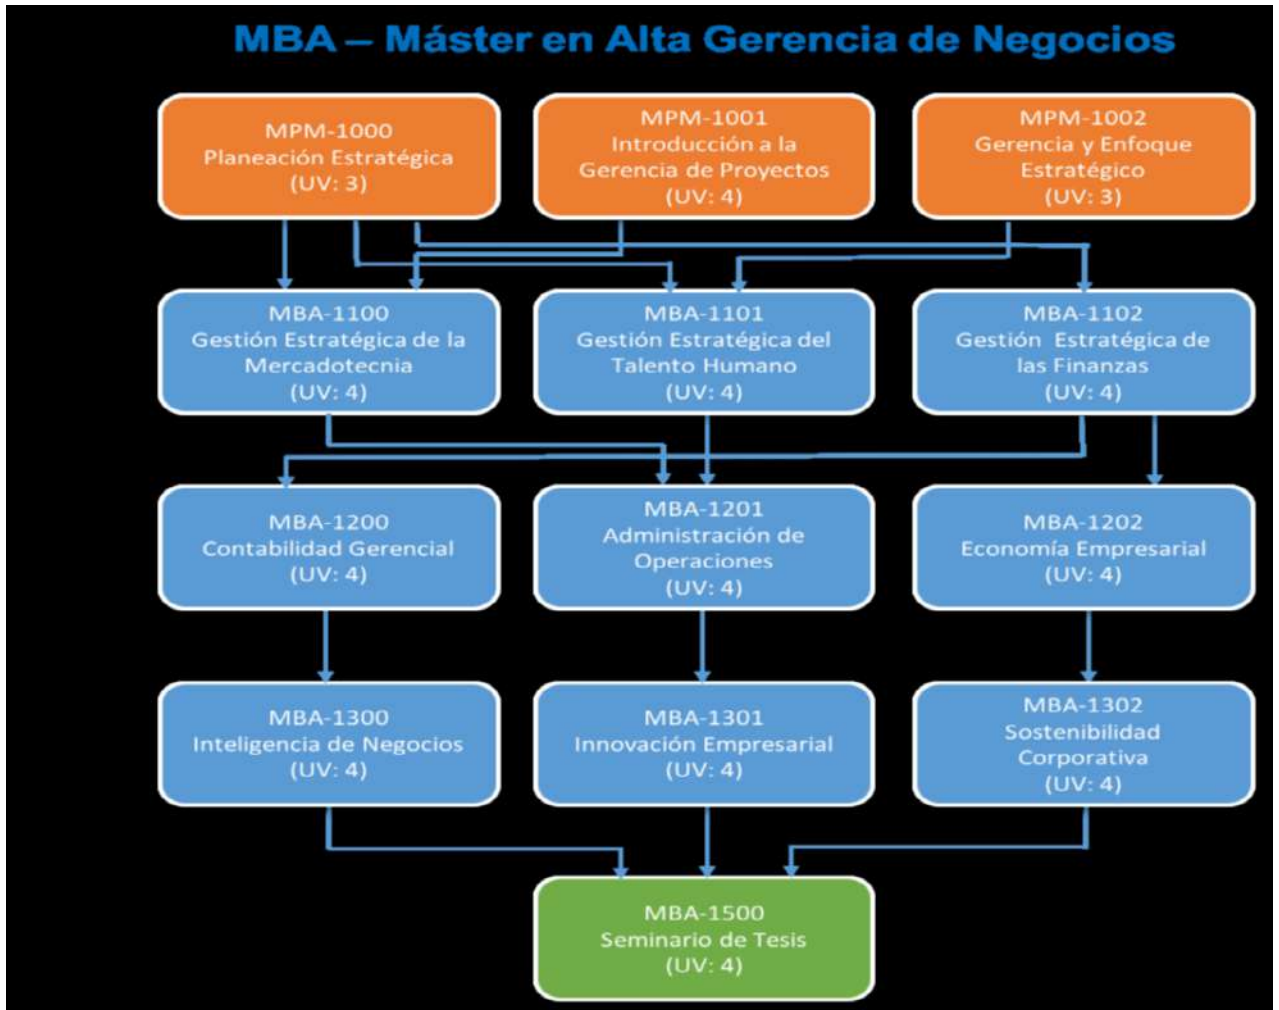 MBA – Máster en Alta Gerencia de Negocios
MPM-1000
Planeación Estratégica
(UV: 3)
MPM-1001
Introducción a la
Gerencia de Proyectos
(UV: 4)
MPM-1002
Gerencia y Enfoque
Estratégico
(UV: 3)
MBA-1100
Gestión Estratégica de la
Mercadotecnia
(UV: 4)
MBA-1101
Gestión Estratégica del
Talento Humano
(UV: 4)
MBA-1102
Gestión Estratégica de
las Finanzas
(UV: 4)
MBA-1200
Contabilidad Gerencial
(UV: 4)
MBA-1201
Administración de
Operaciones
(UV: 4)
MBA-1202
Economía Empresarial
(UV: 4)
MBA-1300
Inteligencia de Negocios
(UV: 4)
MBA-1301
Innovación Empresarial
(UV: 4)
MBA-1302
Sostenibilidad
Corporativa
(UV: 4)
MBA-1500
Seminario de Tesis
(UV: 4)